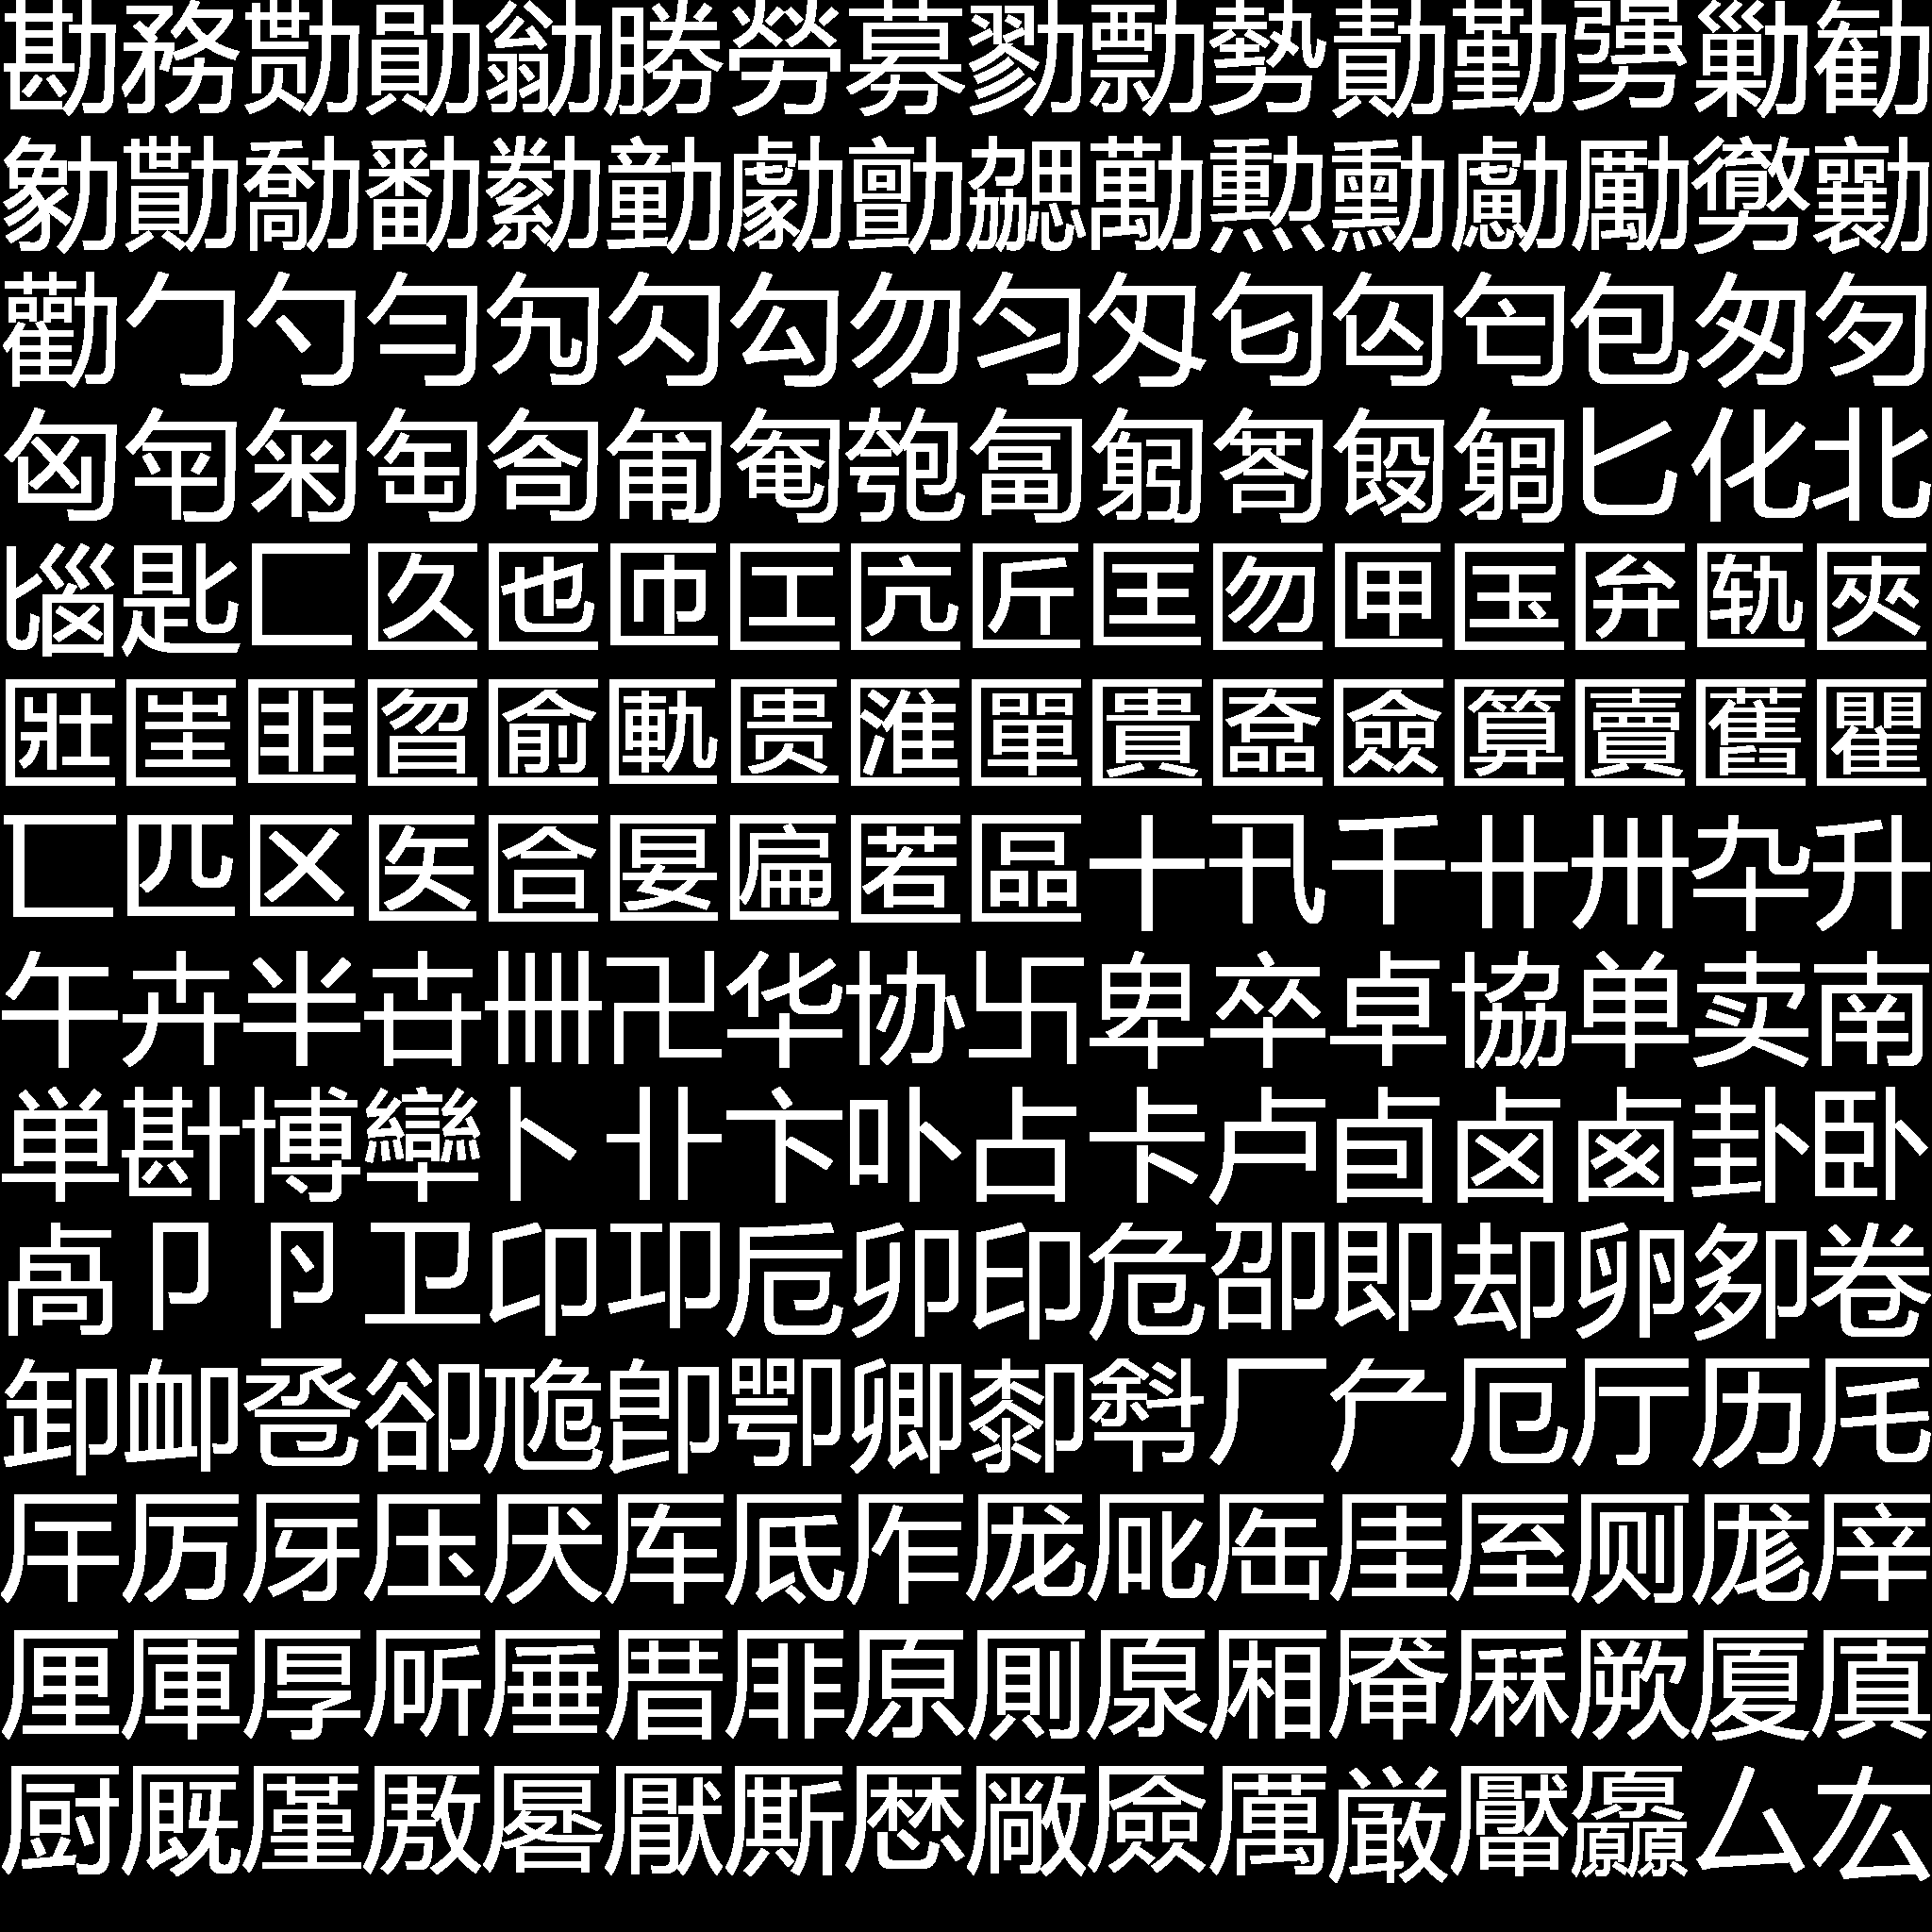 勘務勚勛勜勝勞募勠勡勢勣勤勥勦勧
勨勩勪勫勬勭勮勯勰勱勲勳勴勵勶勷
勸勹勺勻勼勽勾勿匀匁匂匃匄包匆匇
匈匉匊匋匌匍匎匏匐匑匒匓匔匕化北
匘匙匚匛匜匝匞匟匠匡匢匣匤匥匦匧
匨匩匪匫匬匭匮匯匰匱匲匳匴匵匶匷
匸匹区医匼匽匾匿區十卂千卄卅卆升
午卉半卋卌卍华协卐卑卒卓協单卖南
単卙博卛卜卝卞卟占卡卢卣卤卥卦卧
卨卩卪卫卬卭卮卯印危卲即却卵卶卷
卸卹卺卻卼卽卾卿厀厁厂厃厄厅历厇
厈厉厊压厌厍厎厏厐厑厒厓厔厕厖厗
厘厙厚厛厜厝厞原厠厡厢厣厤厥厦厧
厨厩厪厫厬厭厮厯厰厱厲厳厴厵厶厷